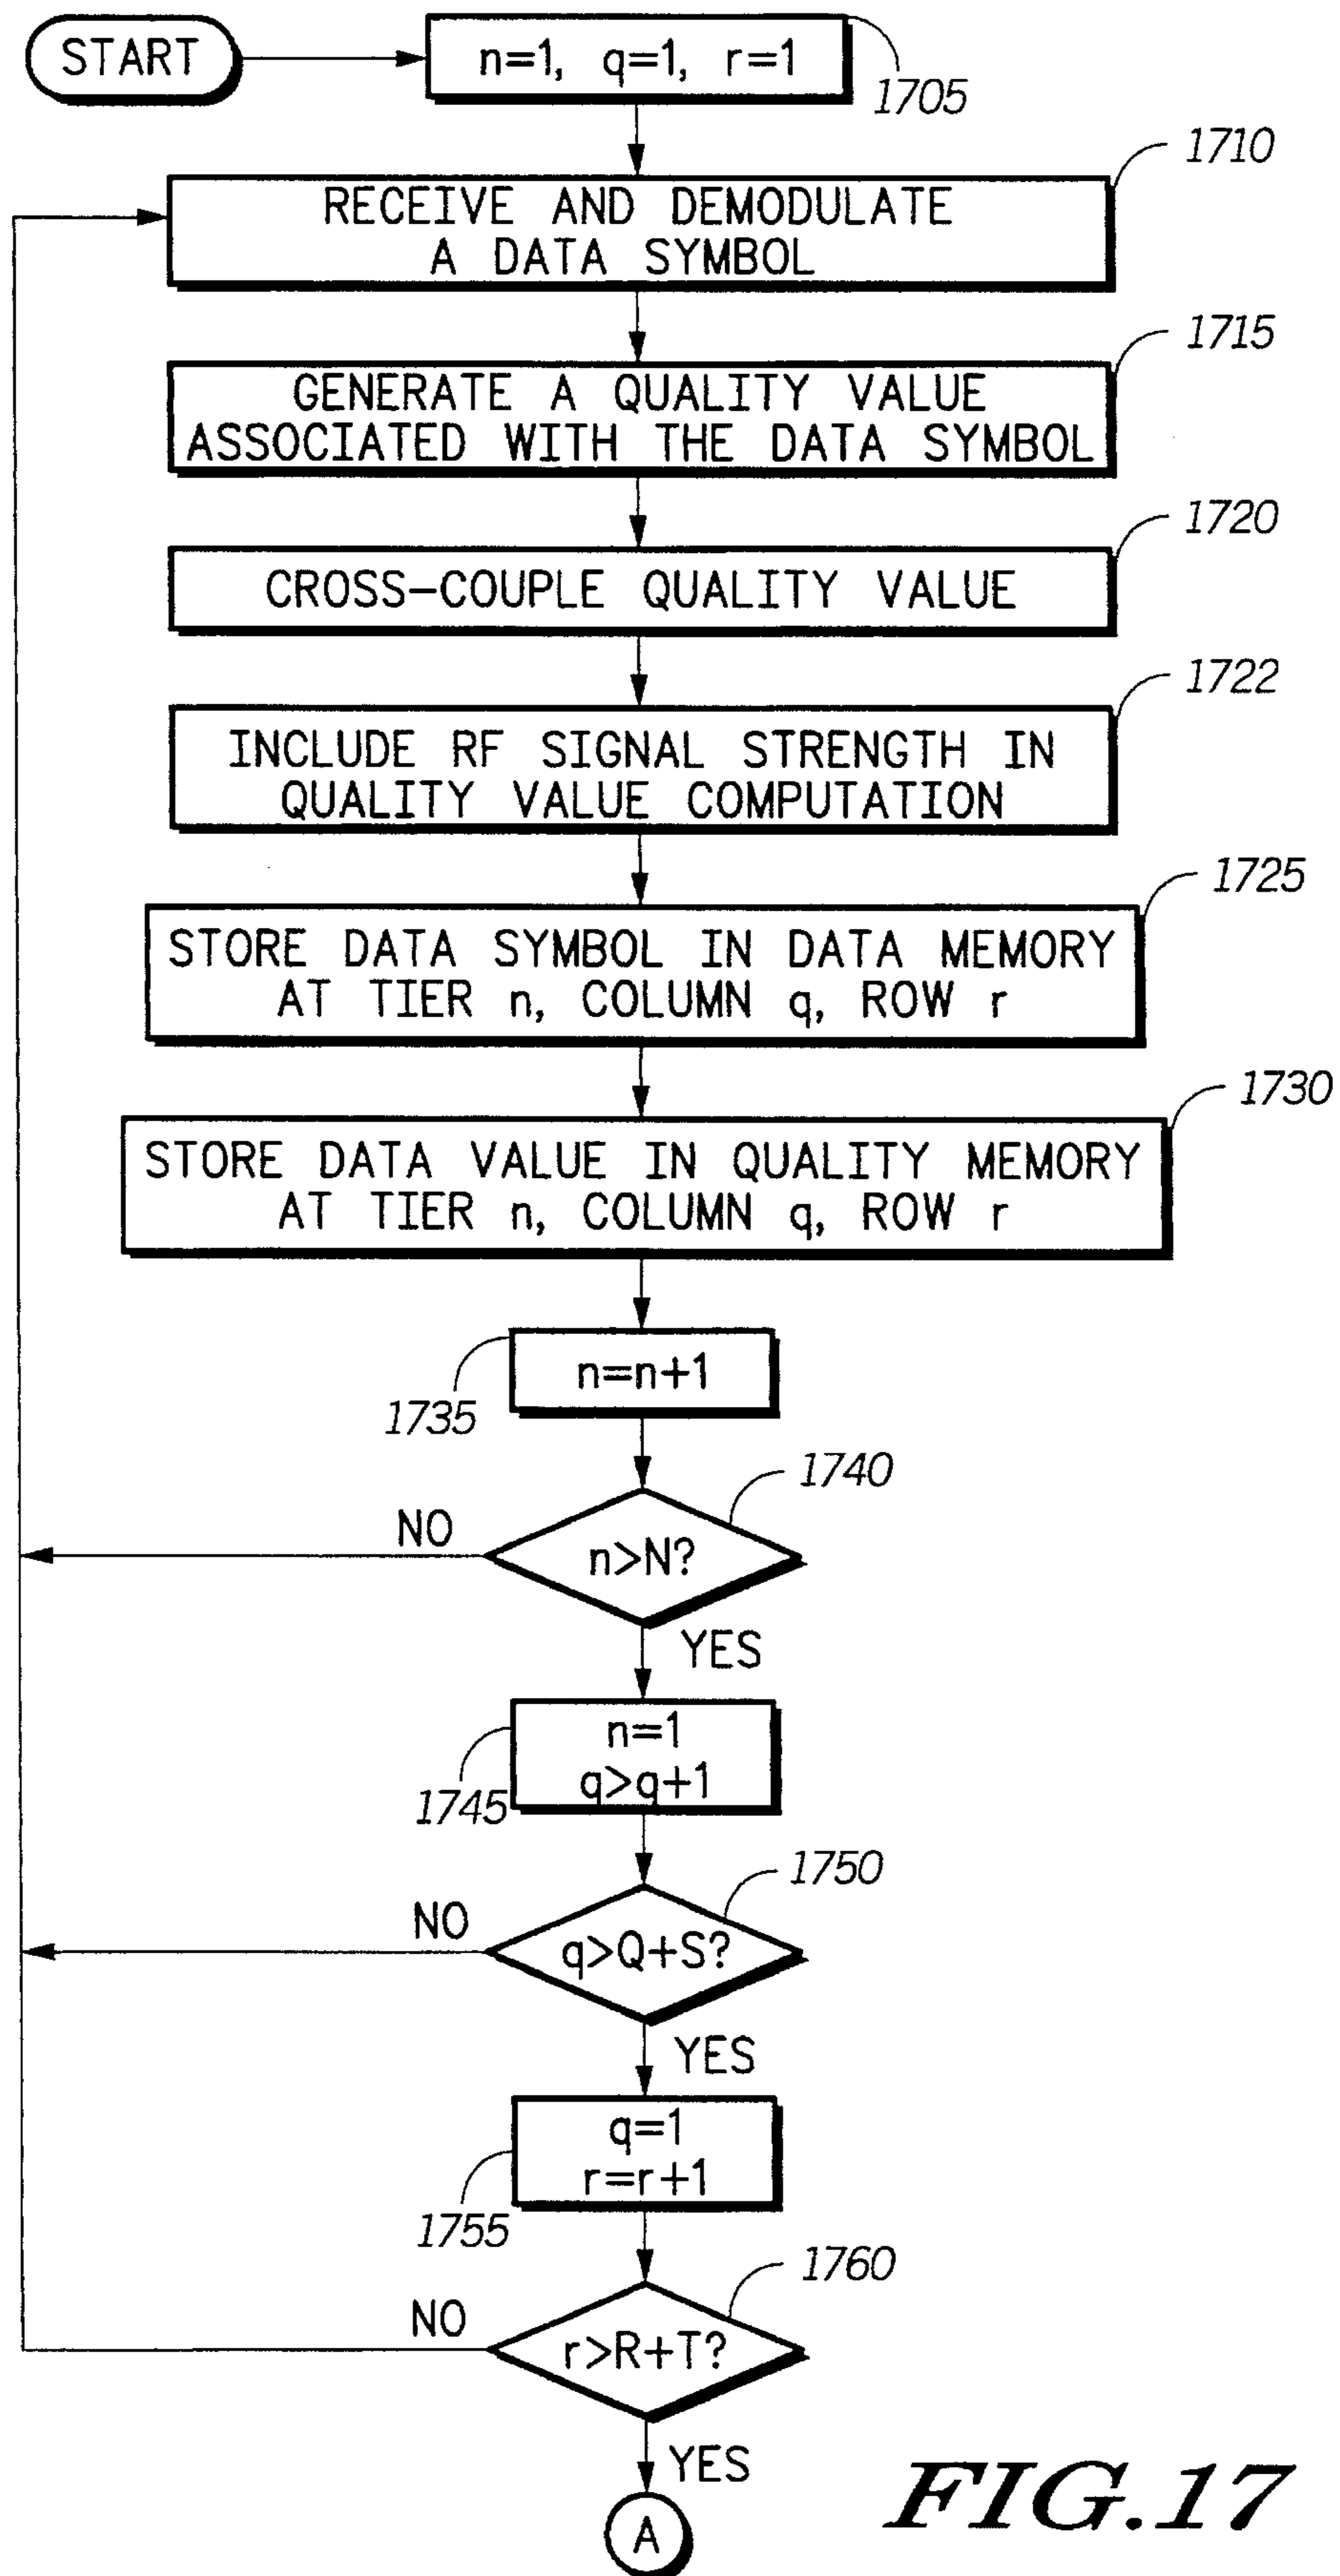 START
n=1, q=1, r=1
1705
1710
RECEIVE AND DEMODULATE
A DATA SYMBOL
1715
GENERATE A QUALITY VALUE
ASSOCIATED WITH THE DATA SYMBOL
1720
CROSS-COUPLE QUALITY VALUE
1722
INCLUDE RF SIGNAL STRENGTH IN
QUALITY VALUE COMPUTATION
1725
STORE DATA SYMBOL IN DATA MEMORY
AT TIER n, COLUMN q, ROW r
1730
STORE DATA VALUE IN QUALITY MEMORY
AT TIER n, COLUMN q, ROW r
n=n+1
1735
1740
NO
n>N?
YES
n=1
q>q+1
1745
1750
NO
q>Q+S?
YES
q=1
r=r+1
1755
1760
NO
r>R+T?
YES
A
FIG.17